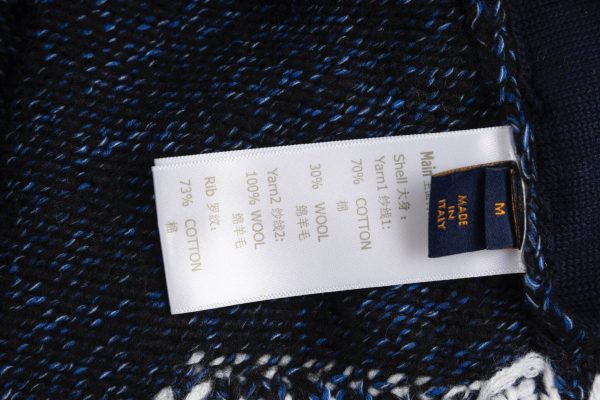 Main
Shell 大身：
Yarn1 纱线1:
70% COTTON
棉
30% WOOL
绵羊毛
Yarn2 纱线2:
100% WOOL
绵羊毛
Rib 罗纹:
73% COTTON
棉
M
MADE
IN
ITALY